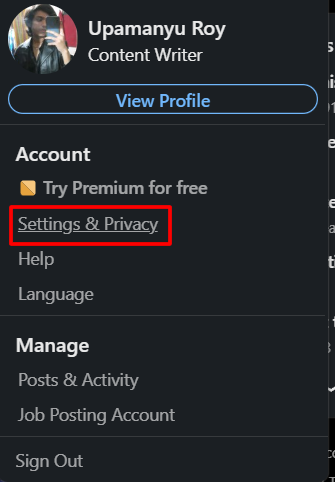 Upamanyu Roy
Content Writer
View Profile
Account
Try Premium for free
Settings & Privacy
Help
Language
Manage
Posts & Activity
Job Posting Account
Sign Out